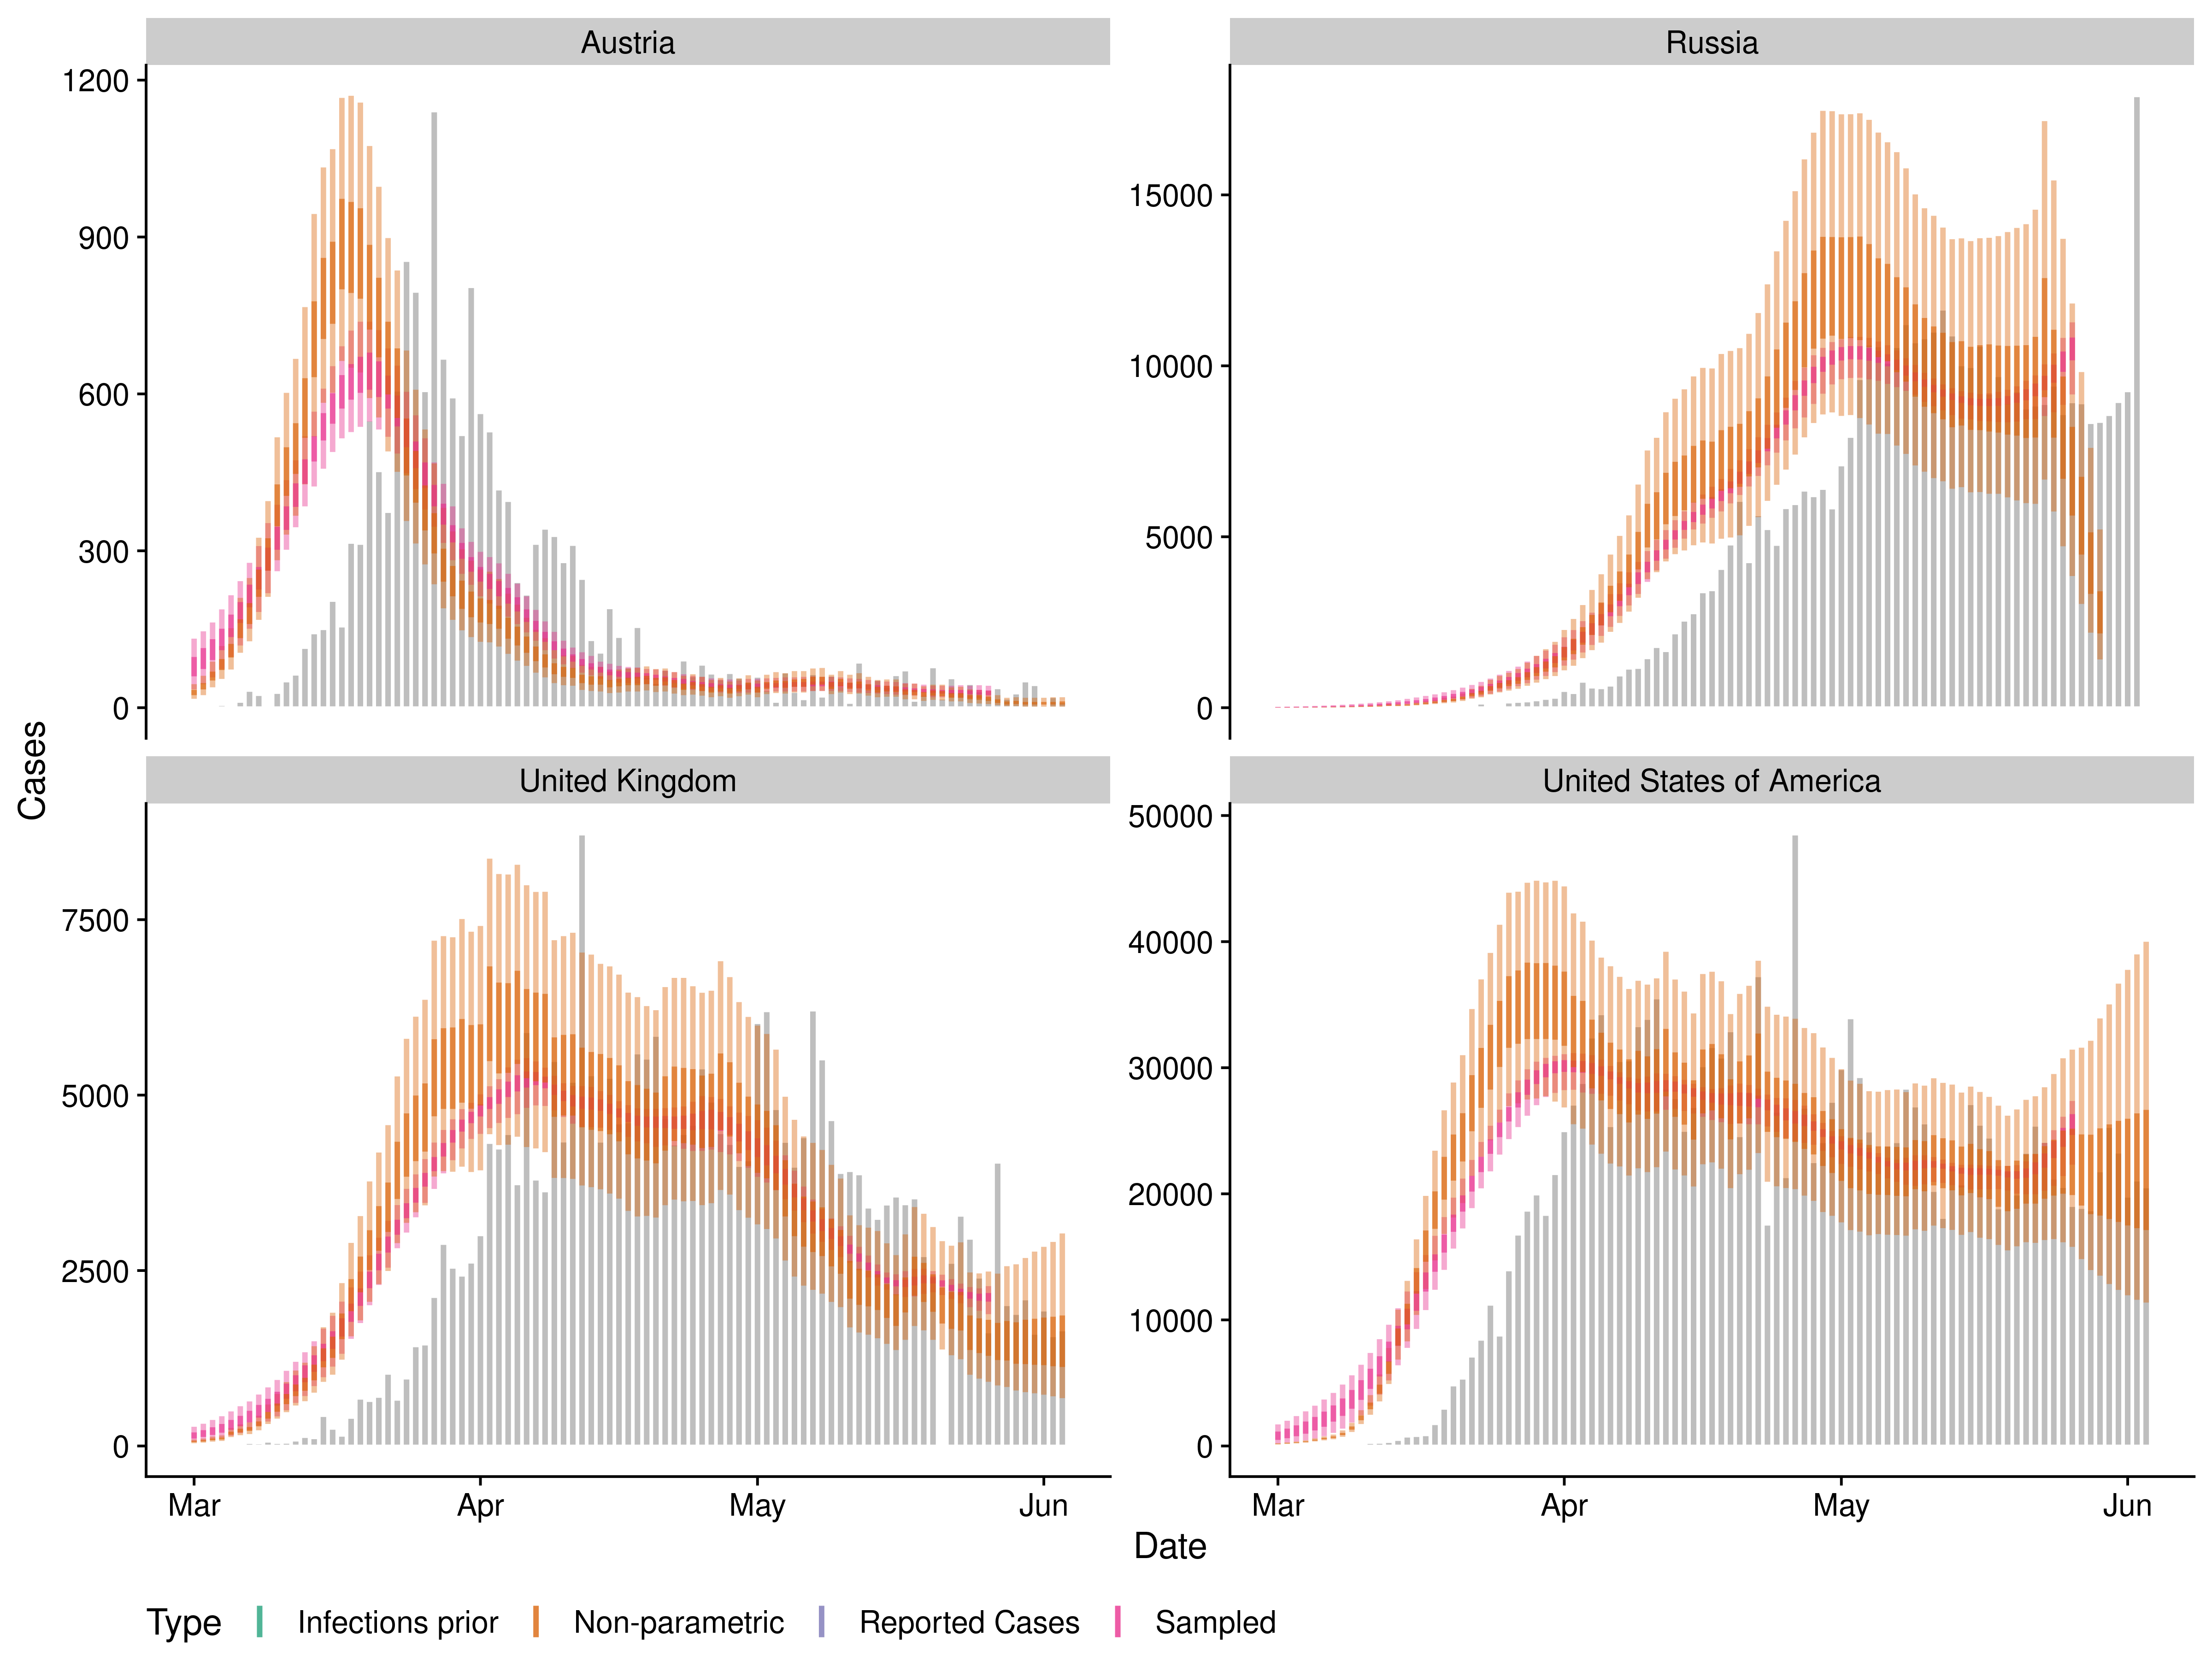 Austria
Russia
1200
900
600
300
0
15000
10000
5000
0
Cases
United Kingdom
United States of America
7500
5000
2500
0
50000
40000
30000
20000
10000
0
Mar Apr May Jun
Mar Apr May Jun
Date
Type Infections prior Non-parametric Reported Cases Sampled